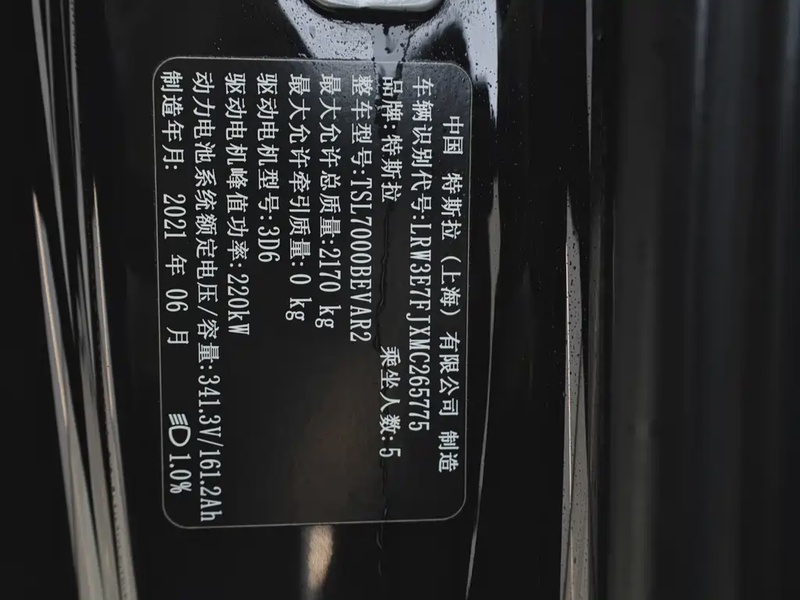 中国 特斯拉（上海）有限公司 制造
车辆识别代号:LRW3E7FJXMC265775
品牌:特斯拉 乘坐人数:5
整车型号:TSL7000BEVAR2
最大允许总质量:2170 kg
最大允许牵引质量:0 kg
驱动电机型号:3D6
驱动电机峰值功率:220kW
动力电池系统额定电压/容量:341.3V/161.2Ah
制造年月: 2021 年 06 月 1.0%